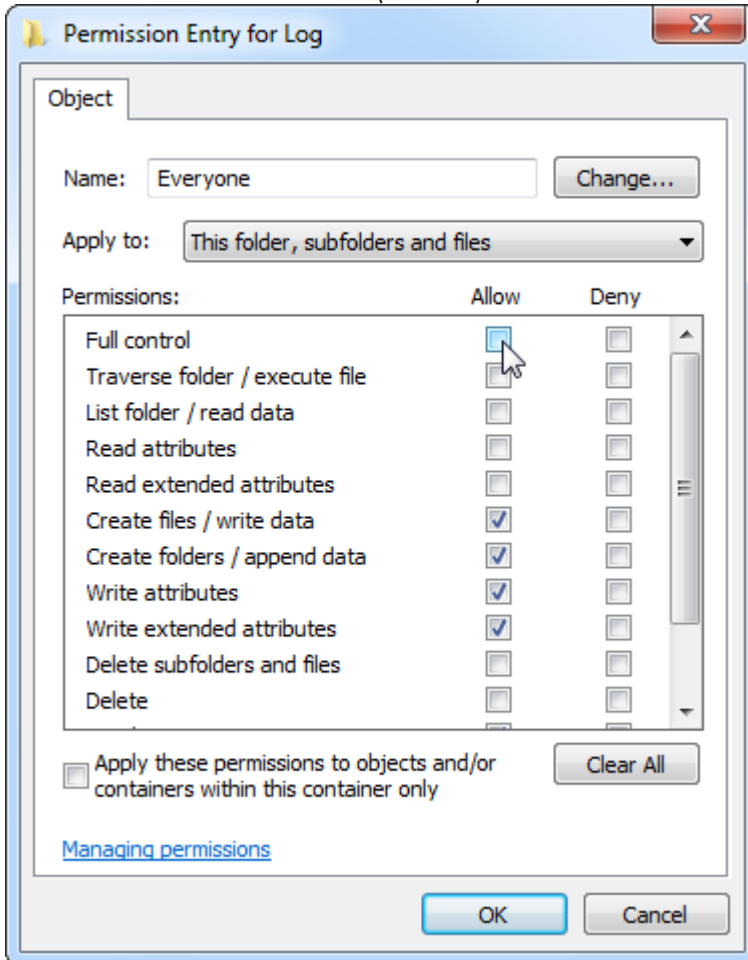 Permission Entry for Log
Object
Name: Everyone Change...
Apply to: This folder, subfolders and files
Permissions: Allow Deny
Full control
Traverse folder / execute file
List folder / read data
Read attributes
Read extended attributes
Create files / write data
Create folders / append data
Write attributes
Write extended attributes
Delete subfolders and files
Delete
Apply these permissions to objects and/or
containers within this container only
Clear All
Managing permissions
OK Cancel